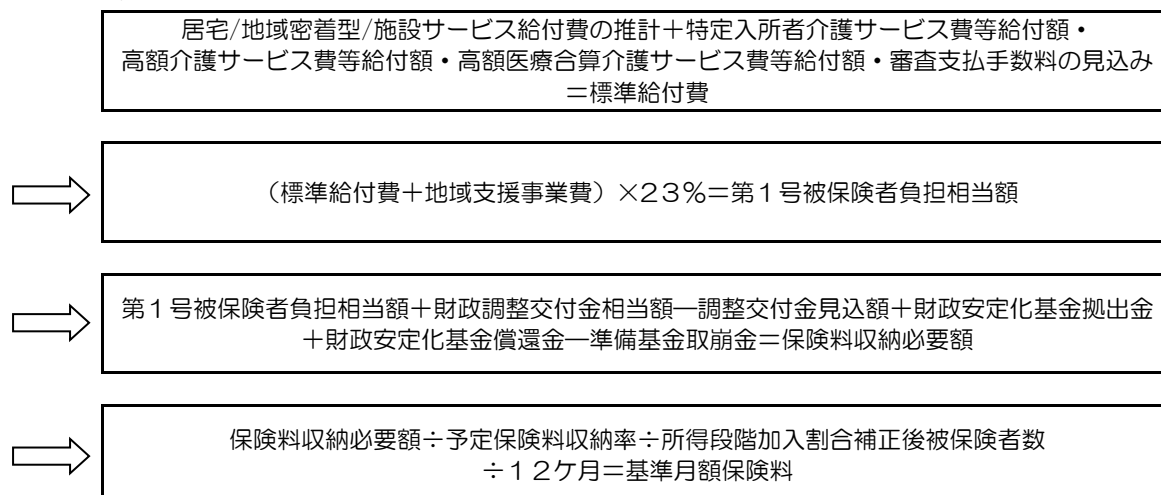 居宅/地域密着型/施設サービス給付費の推計＋特定入所者介護サービス費等給付額・
高額介護サービス費等給付額・高額医療合算介護サービス費等給付額・審査支払手数料の見込み
＝標準給付費
（標準給付費＋地域支援事業費）×２３％＝第１号被保険者負担相当額
第１号被保険者負担相当額＋財政調整交付金相当額―調整交付金見込額＋財政安定化基金拠出金
＋財政安定化基金償還金―準備基金取崩金＝保険料収納必要額
保険料収納必要額÷予定保険料収納率÷所得段階加入割合補正後被保険者数
÷１２ケ月＝基準月額保険料